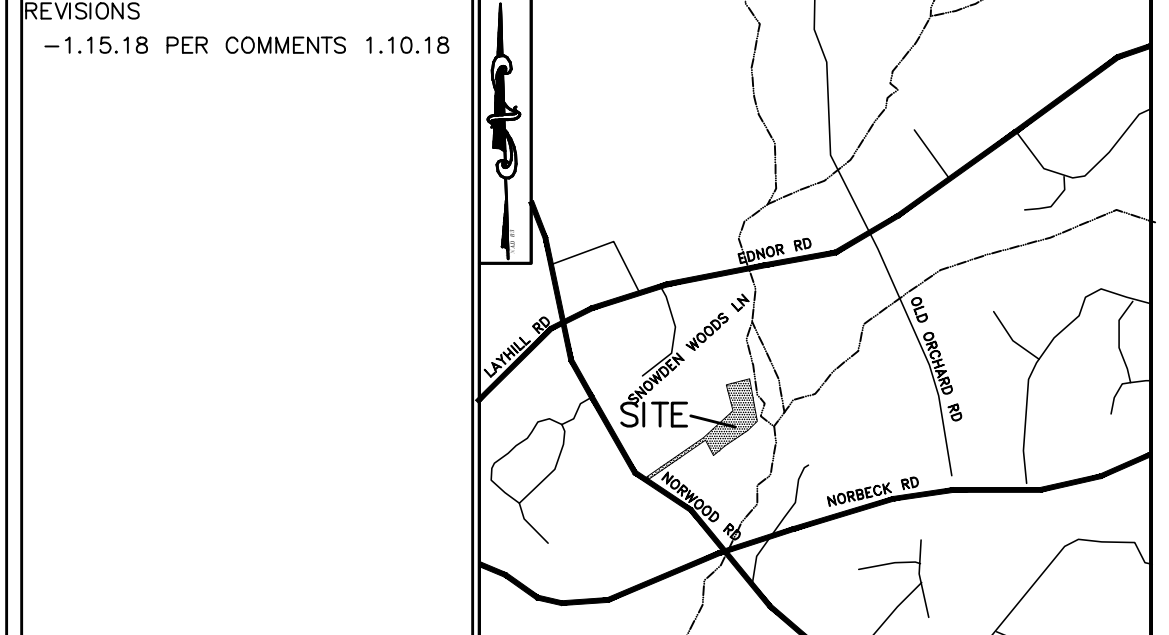 REVISIONS
-1.15.18 PER COMMENTS 1.10.18
EDNOR RD
LAYHILL RD
SNOWDEN WOODS LN
OLD ORCHARD RD
SITE
NORWOOD RD
NORBECK RD